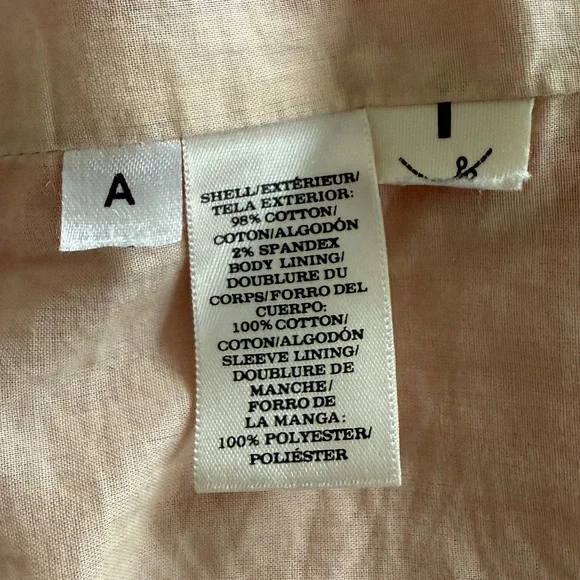 A
SHELL/EXTÉRIEUR/
TELA EXTERIOR:
98% COTTON/
COTON/ALGODÓN
2% SPANDEX
BODY LINING/
DOUBLURE DU
CORPS/FORRO DEL
CUERPO:
100% COTTON/
COTON/ALGODÓN
SLEEVE LINING/
DOUBLURE DE
MANCHE/
FORRO DE
LA MANGA:
100% POLYESTER/
POLIÉSTER
&